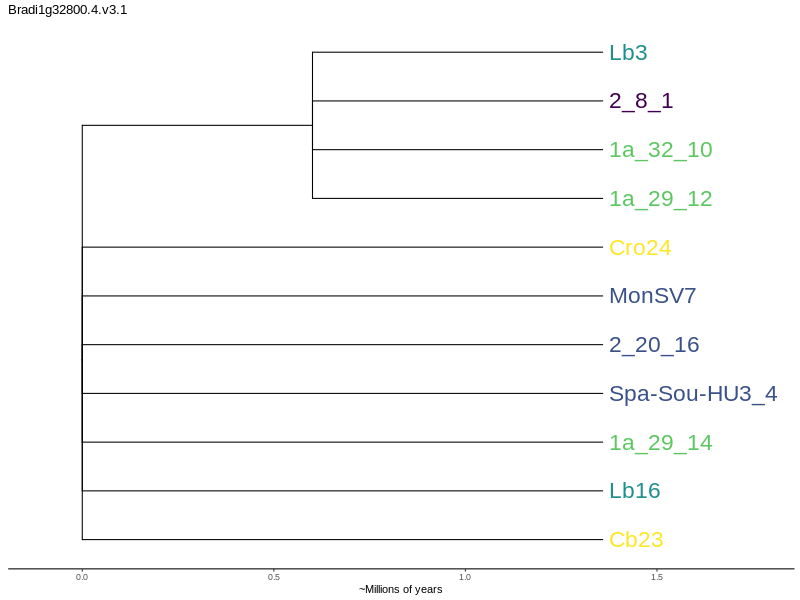 Bradi1g32800.4.v3.1
Lb3
2_8_1
1a_32_10
1a_29_12
Cro24
MonSV7
2_20_16
Spa-Sou-HU3_4
1a_29_14
Lb16
Cb23
0.0 0.5 1.0 1.5
~Millions of years